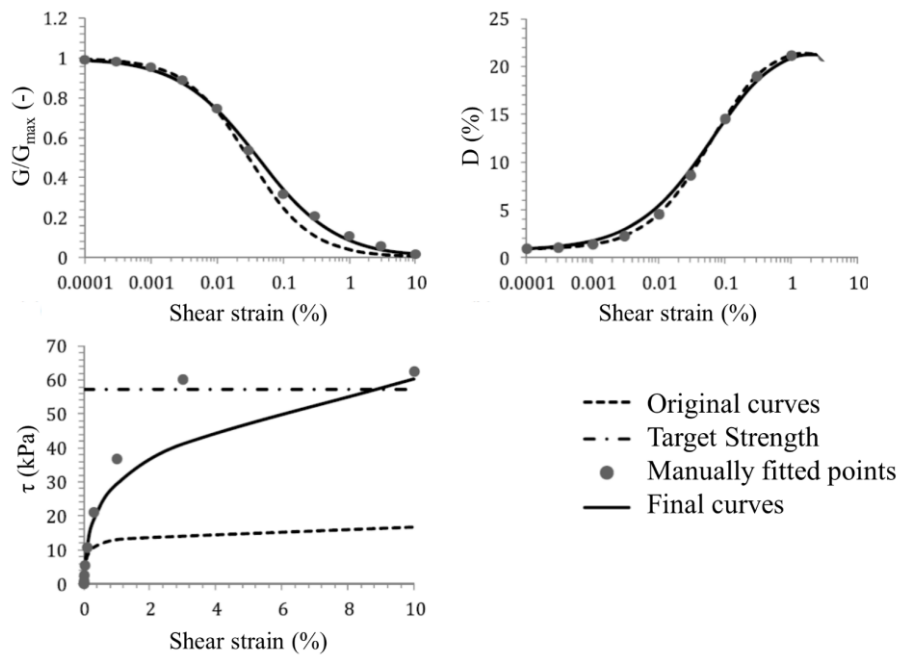 1.2
1
0.8
0.6
0.4
0.2
0
G/Gmax (-)
0.0001 0.001 0.01 0.1 1 10
Shear strain (%)
25
20
15
10
5
0
D (%)
0.0001 0.001 0.01 0.1 1 10
Shear strain (%)
70
60
50
40
30
20
10
0
τ (kPa)
0 2 4 6 8 10
Shear strain (%)
Original curves
Target Strength
Manually fitted points
Final curves